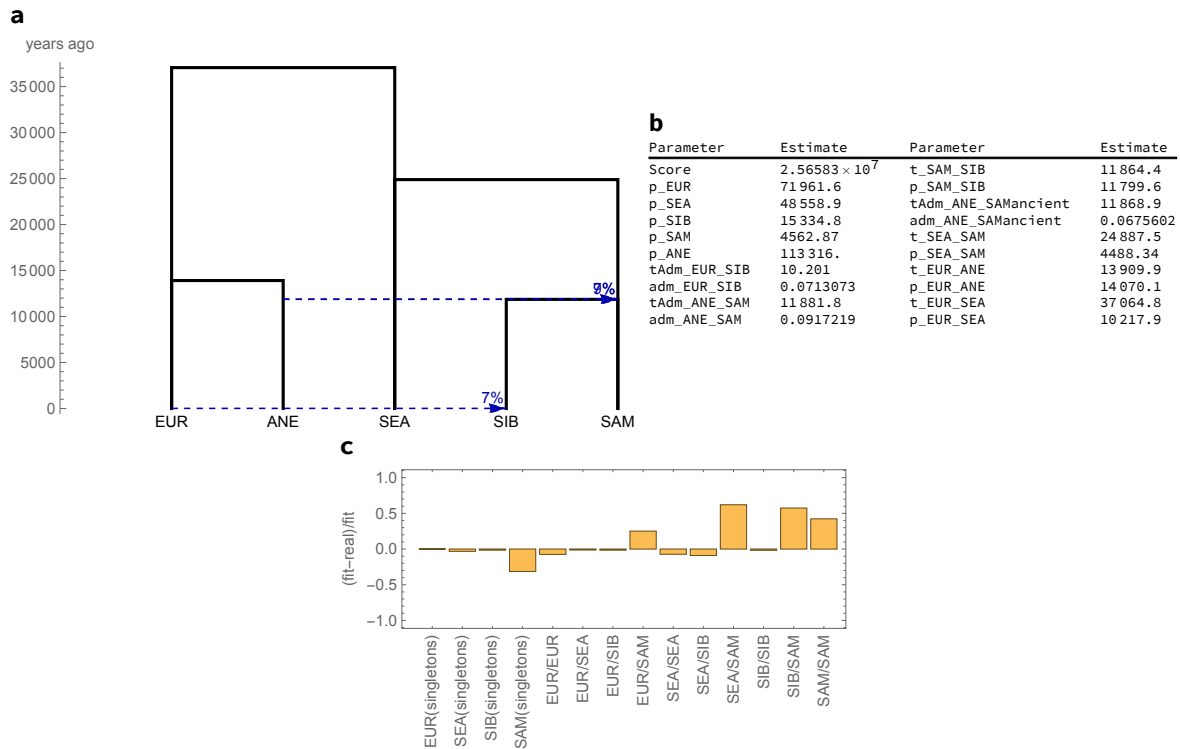 a
years ago
35000
30000
25000
20000
15000
10000
5000
0
9%
7%
EUR ANE SEA SIB SAM
b
Parameter Estimate Parameter Estimate
Score 2.56583 × 10^7 t_SAM_SIB 11864.4
p_EUR 71961.6 p_SAM_SIB 11799.6
p_SEA 48558.9 tAdm_ANE_SAMancient 11868.9
p_SIB 15334.8 adm_ANE_SAMancient 0.0675602
p_SAM 4562.87 t_SEA_SAM 24887.5
p_ANE 113316. p_SEA_SAM 4488.34
tAdm_EUR_SIB 10.201 t_EUR_ANE 13909.9
adm_EUR_SIB 0.0713073 p_EUR_ANE 14070.1
tAdm_ANE_SAM 11881.8 t_EUR_SEA 37064.8
adm_ANE_SAM 0.0917219 p_EUR_SEA 10217.9
c
(fit−real)/fit
1.0
0.5
0.0
−0.5
−1.0
EUR(singletons)
SEA(singletons)
SIB(singletons)
SAM(singletons)
EUR/EUR
EUR/SEA
EUR/SIB
EUR/SAM
SEA/SEA
SEA/SIB
SEA/SAM
SIB/SIB
SIB/SAM
SAM/SAM